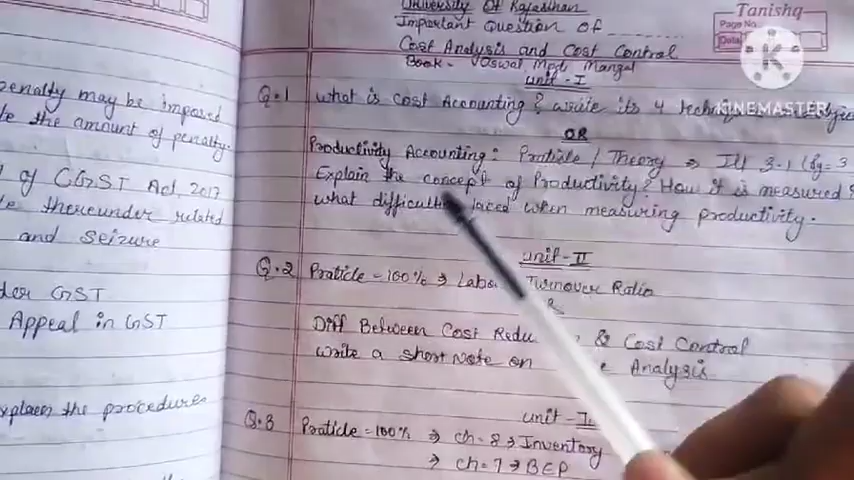 penalty may be imposed
the amount of penalty.
of CGST Act, 2017
thereunder related
and Seizure
der GST
Appeal in GST
explain the procedure.
University Of Rajasthan
Important Question Of
Cost Analysis and Cost Control
Book- Oswal Mpdc Mangal
Tanishq
Page No.
Date
K
KINEMASTER
unit-I
Q.1 what is cost Accounting? write its 4
OR
Productivity Accounting: Praticle / Theory ⇒ Ill 3.1
Explain the concept of Productivity? How it is measured
what faced when measuring productivity.
unit-II
Q.2 Praticle-100% → Turnover Ratio
Diff Between Cost & Cost Control
write a short Note on Analysis
Q.3 Praticle-100% → ch-8 → Inventory
→ ch-7 → BEP